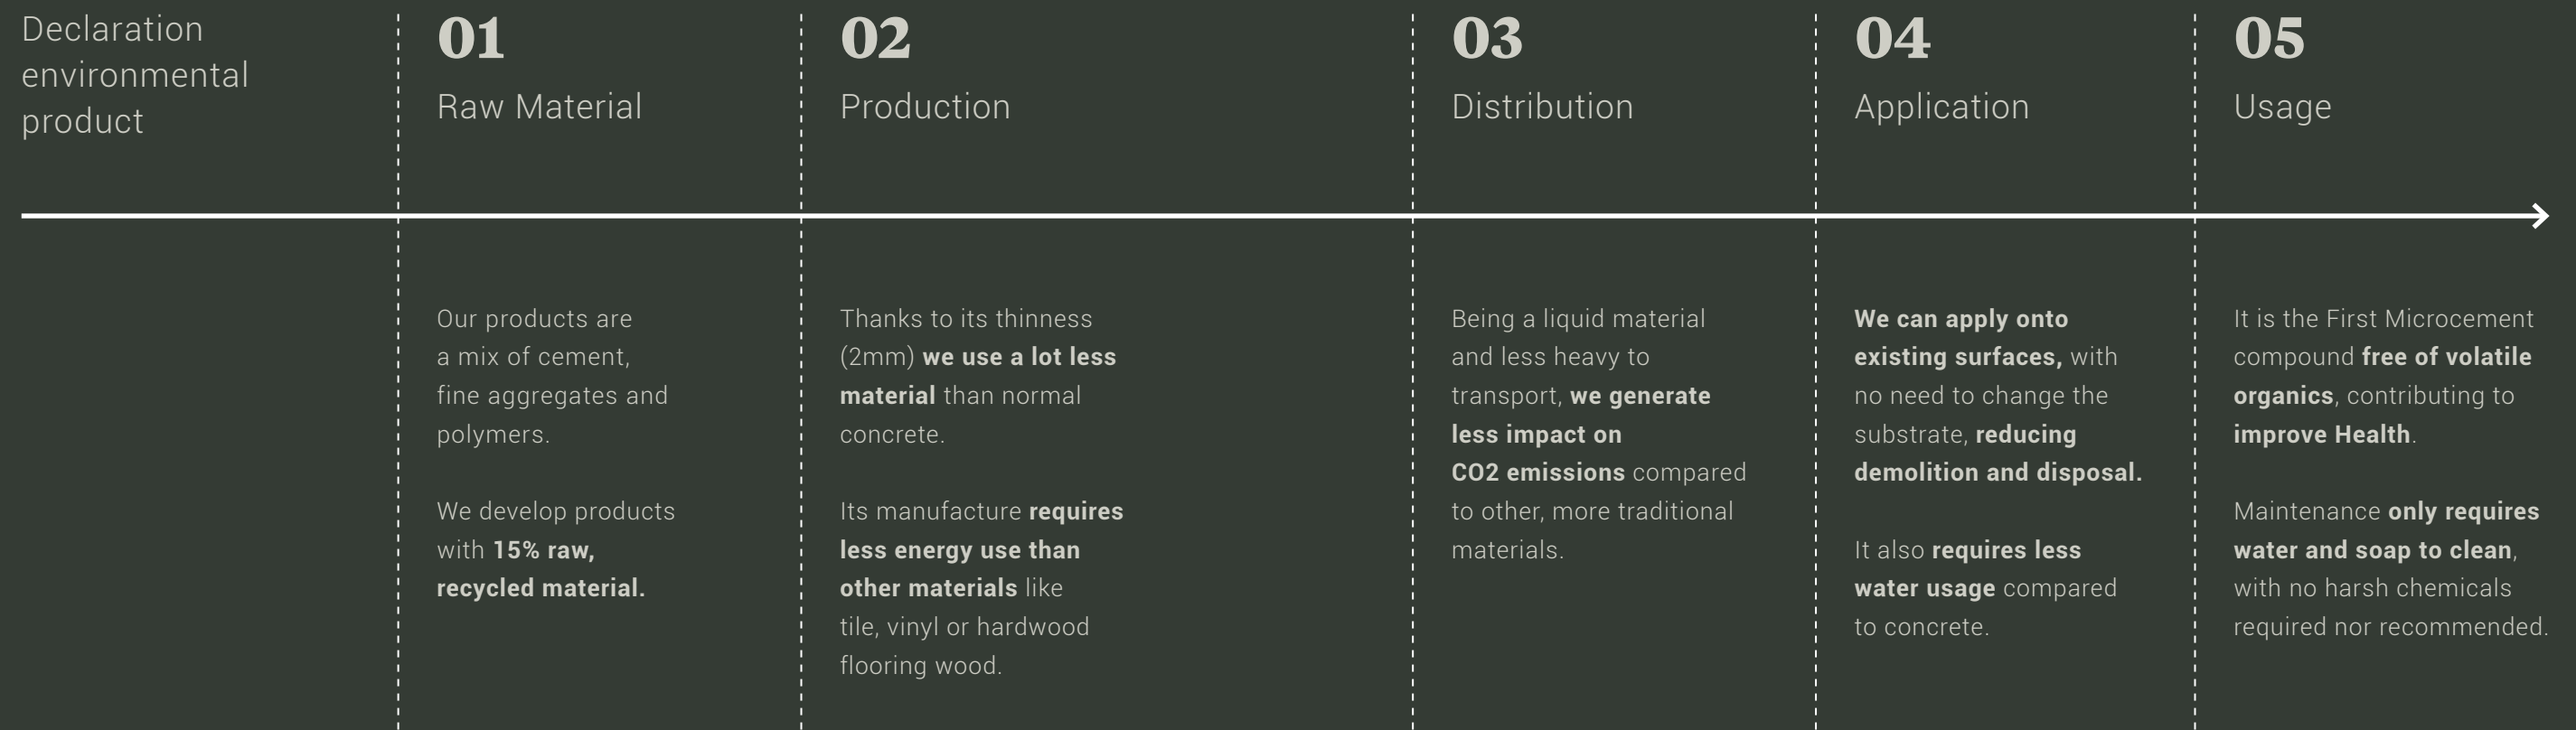 Declaration
environmental
product
01
Raw Material
Our products are
a mix of cement,
fine aggregates and
polymers.
We develop products
with 15% raw,
recycled material.
02
Production
Thanks to its thinness
(2mm) we use a lot less
material than normal
concrete.
Its manufacture requires
less energy use than
other materials like
tile, vinyl or hardwood
flooring wood.
03
Distribution
Being a liquid material
and less heavy to
transport, we generate
less impact on
CO2 emissions compared
to other, more traditional
materials.
04
Application
We can apply onto
existing surfaces, with
no need to change the
substrate, reducing
demolition and disposal.
It also requires less
water usage compared
to concrete.
05
Usage
It is the First Microcement
compound free of volatile
organics, contributing to
improve Health.
Maintenance only requires
water and soap to clean,
with no harsh chemicals
required nor recommended.